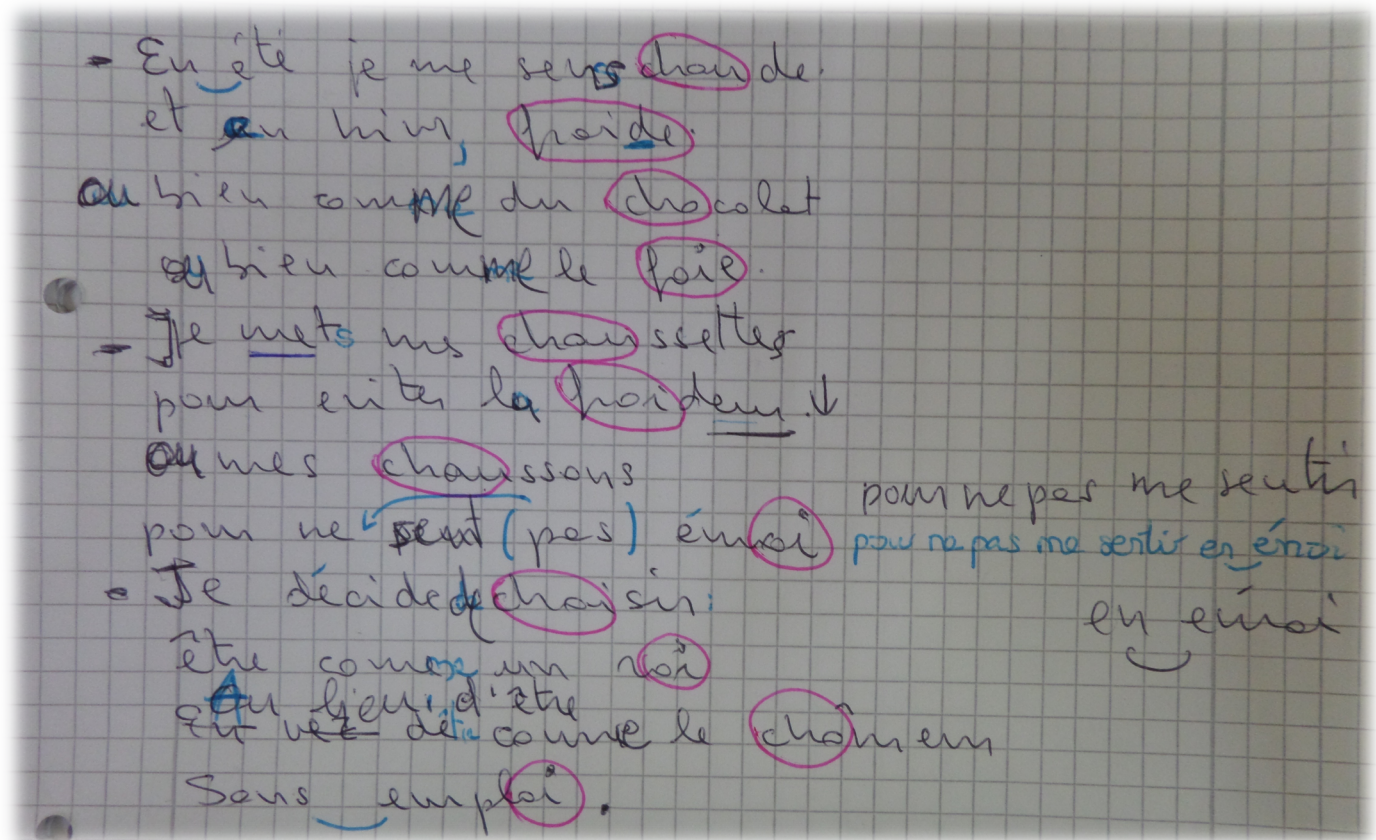 - En été je me sens chaude.
et en hiver, froide.
ou bien comme du chocolat
ou bien comme le foie.
- Je mets mes chaussettes
pour eviter la froideur. ↓
ou mes chaussons
pour ne (pas) émoi
pour ne pas me sentir
pour ne pas me sentir en émoi
en émoi
- Je décide de choisir:
être comme un roi
Au lieu d'être
comme le chômeur
Sans emploi.